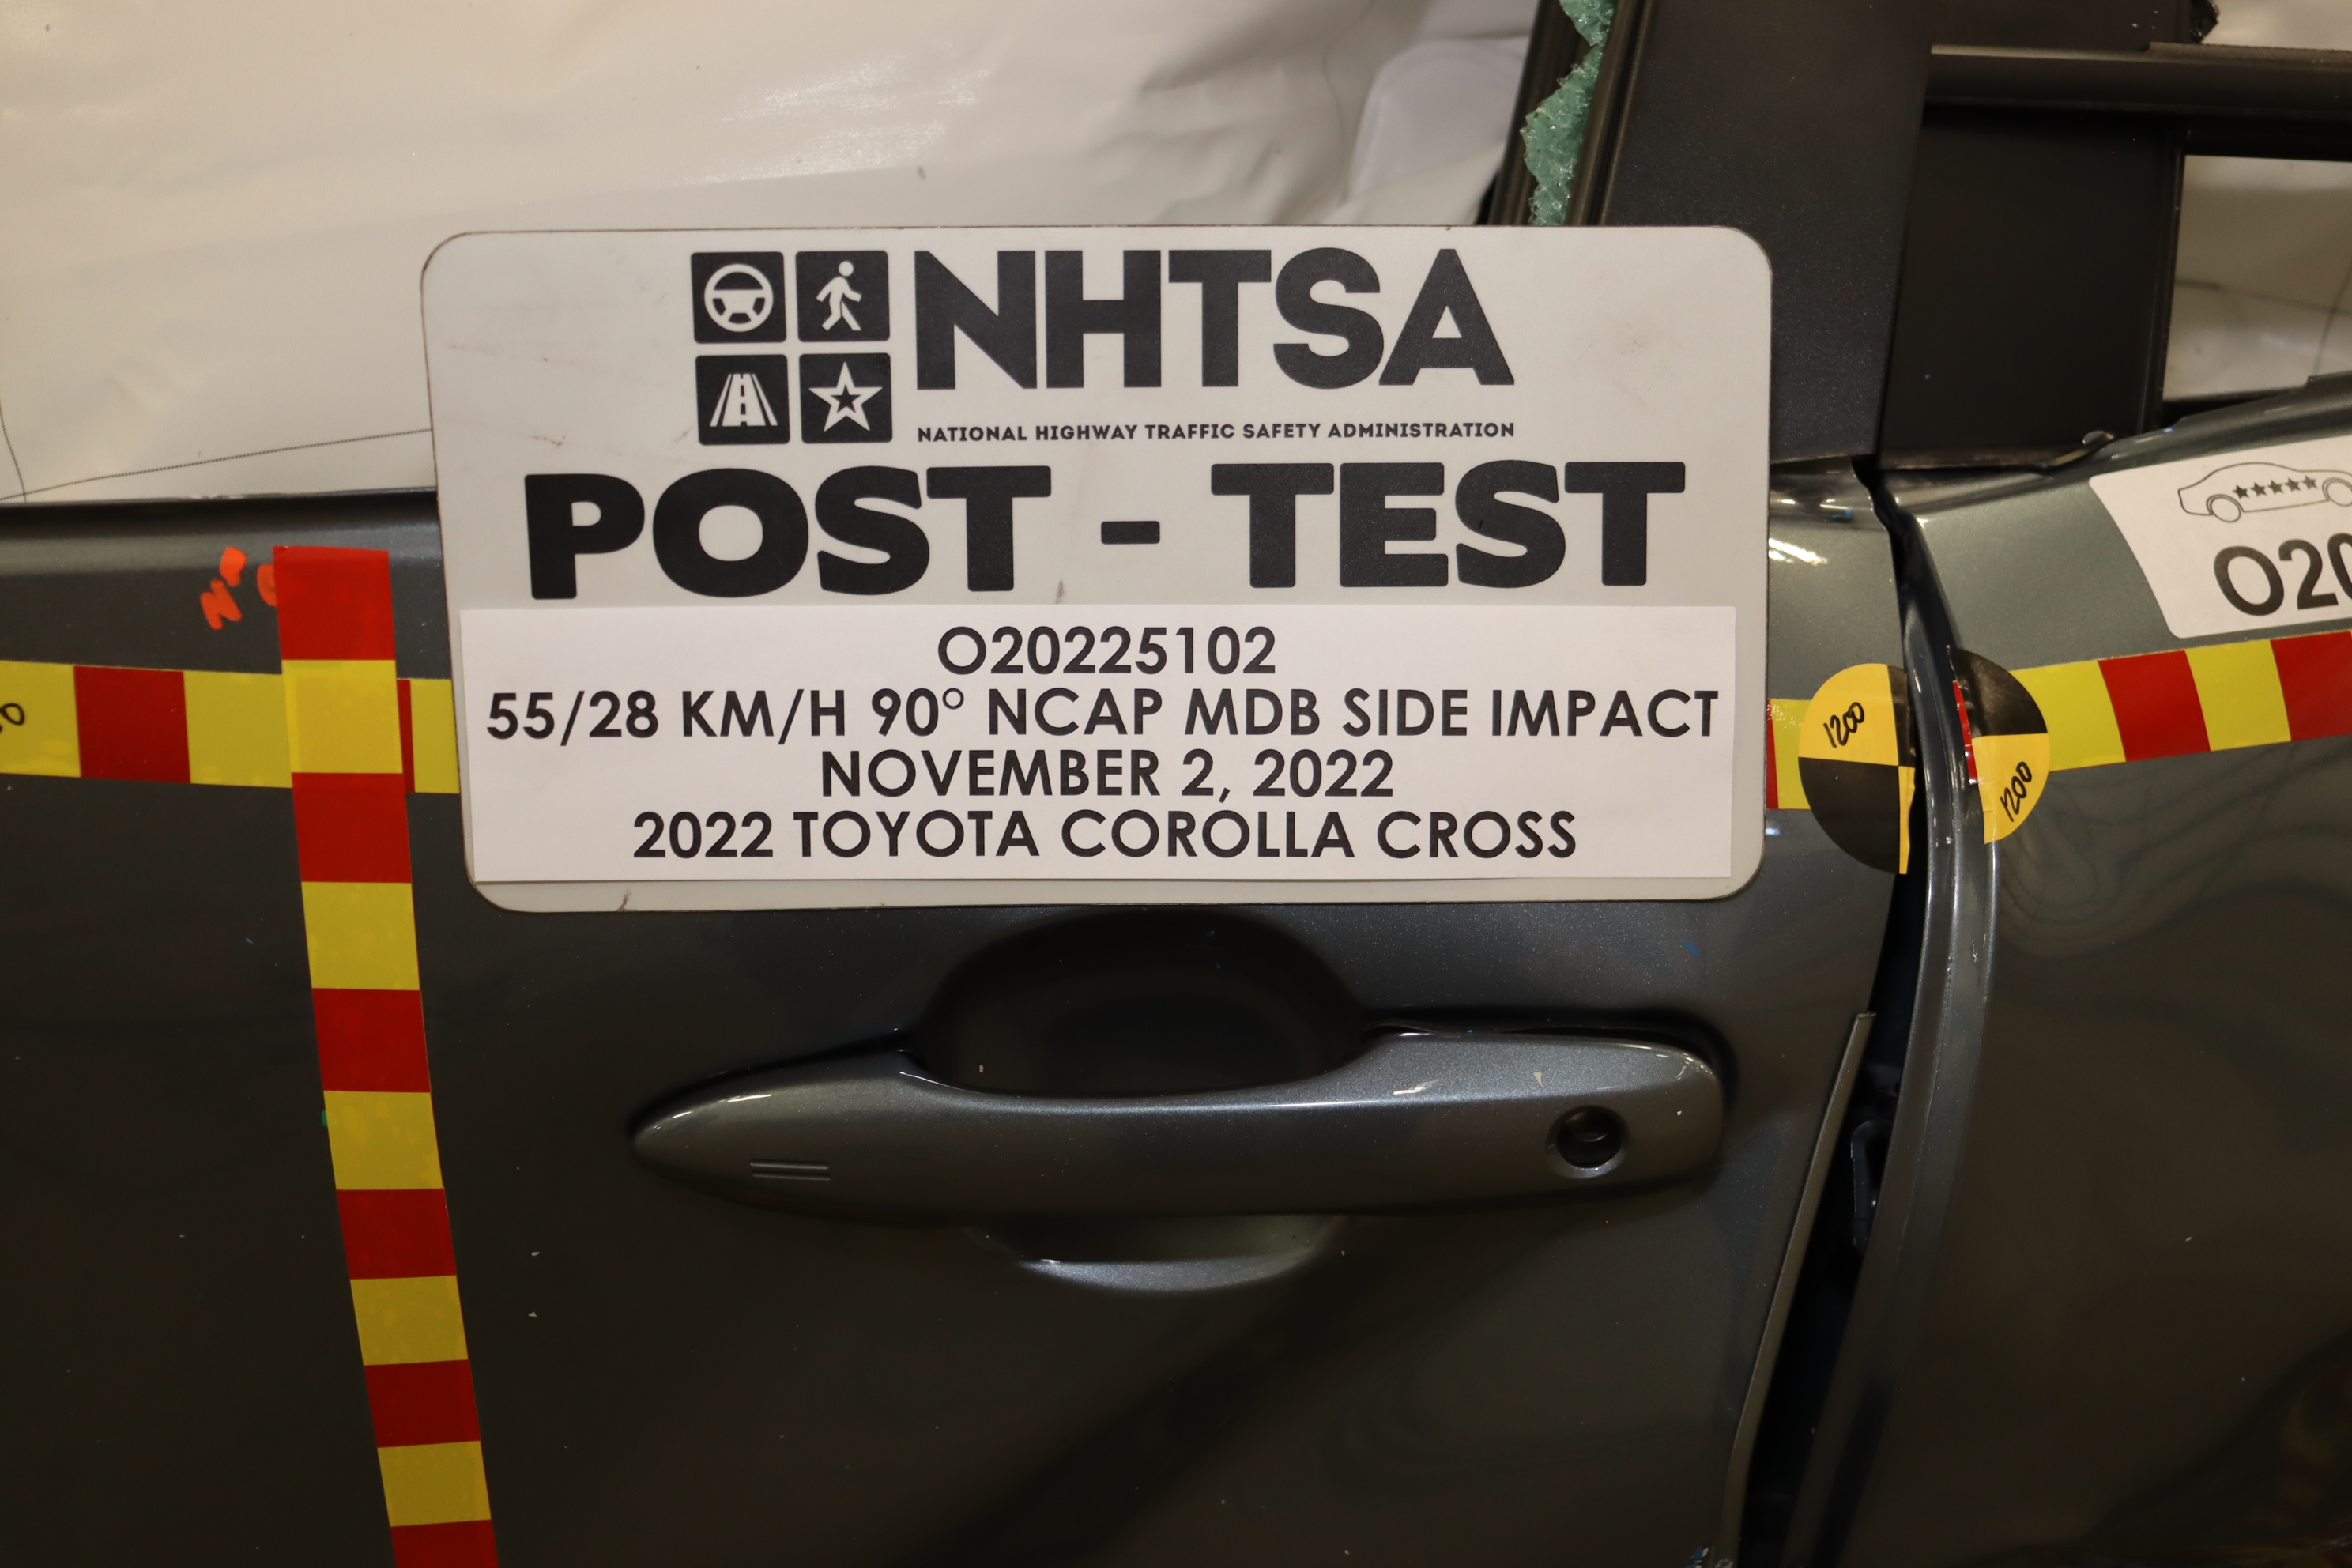 NHTSA
NATIONAL HIGHWAY TRAFFIC SAFETY ADMINISTRATION
POST - TEST
O20225102
55/28 KM/H 90° NCAP MDB SIDE IMPACT
NOVEMBER 2, 2022
2022 TOYOTA COROLLA CROSS
1200
1200
O20